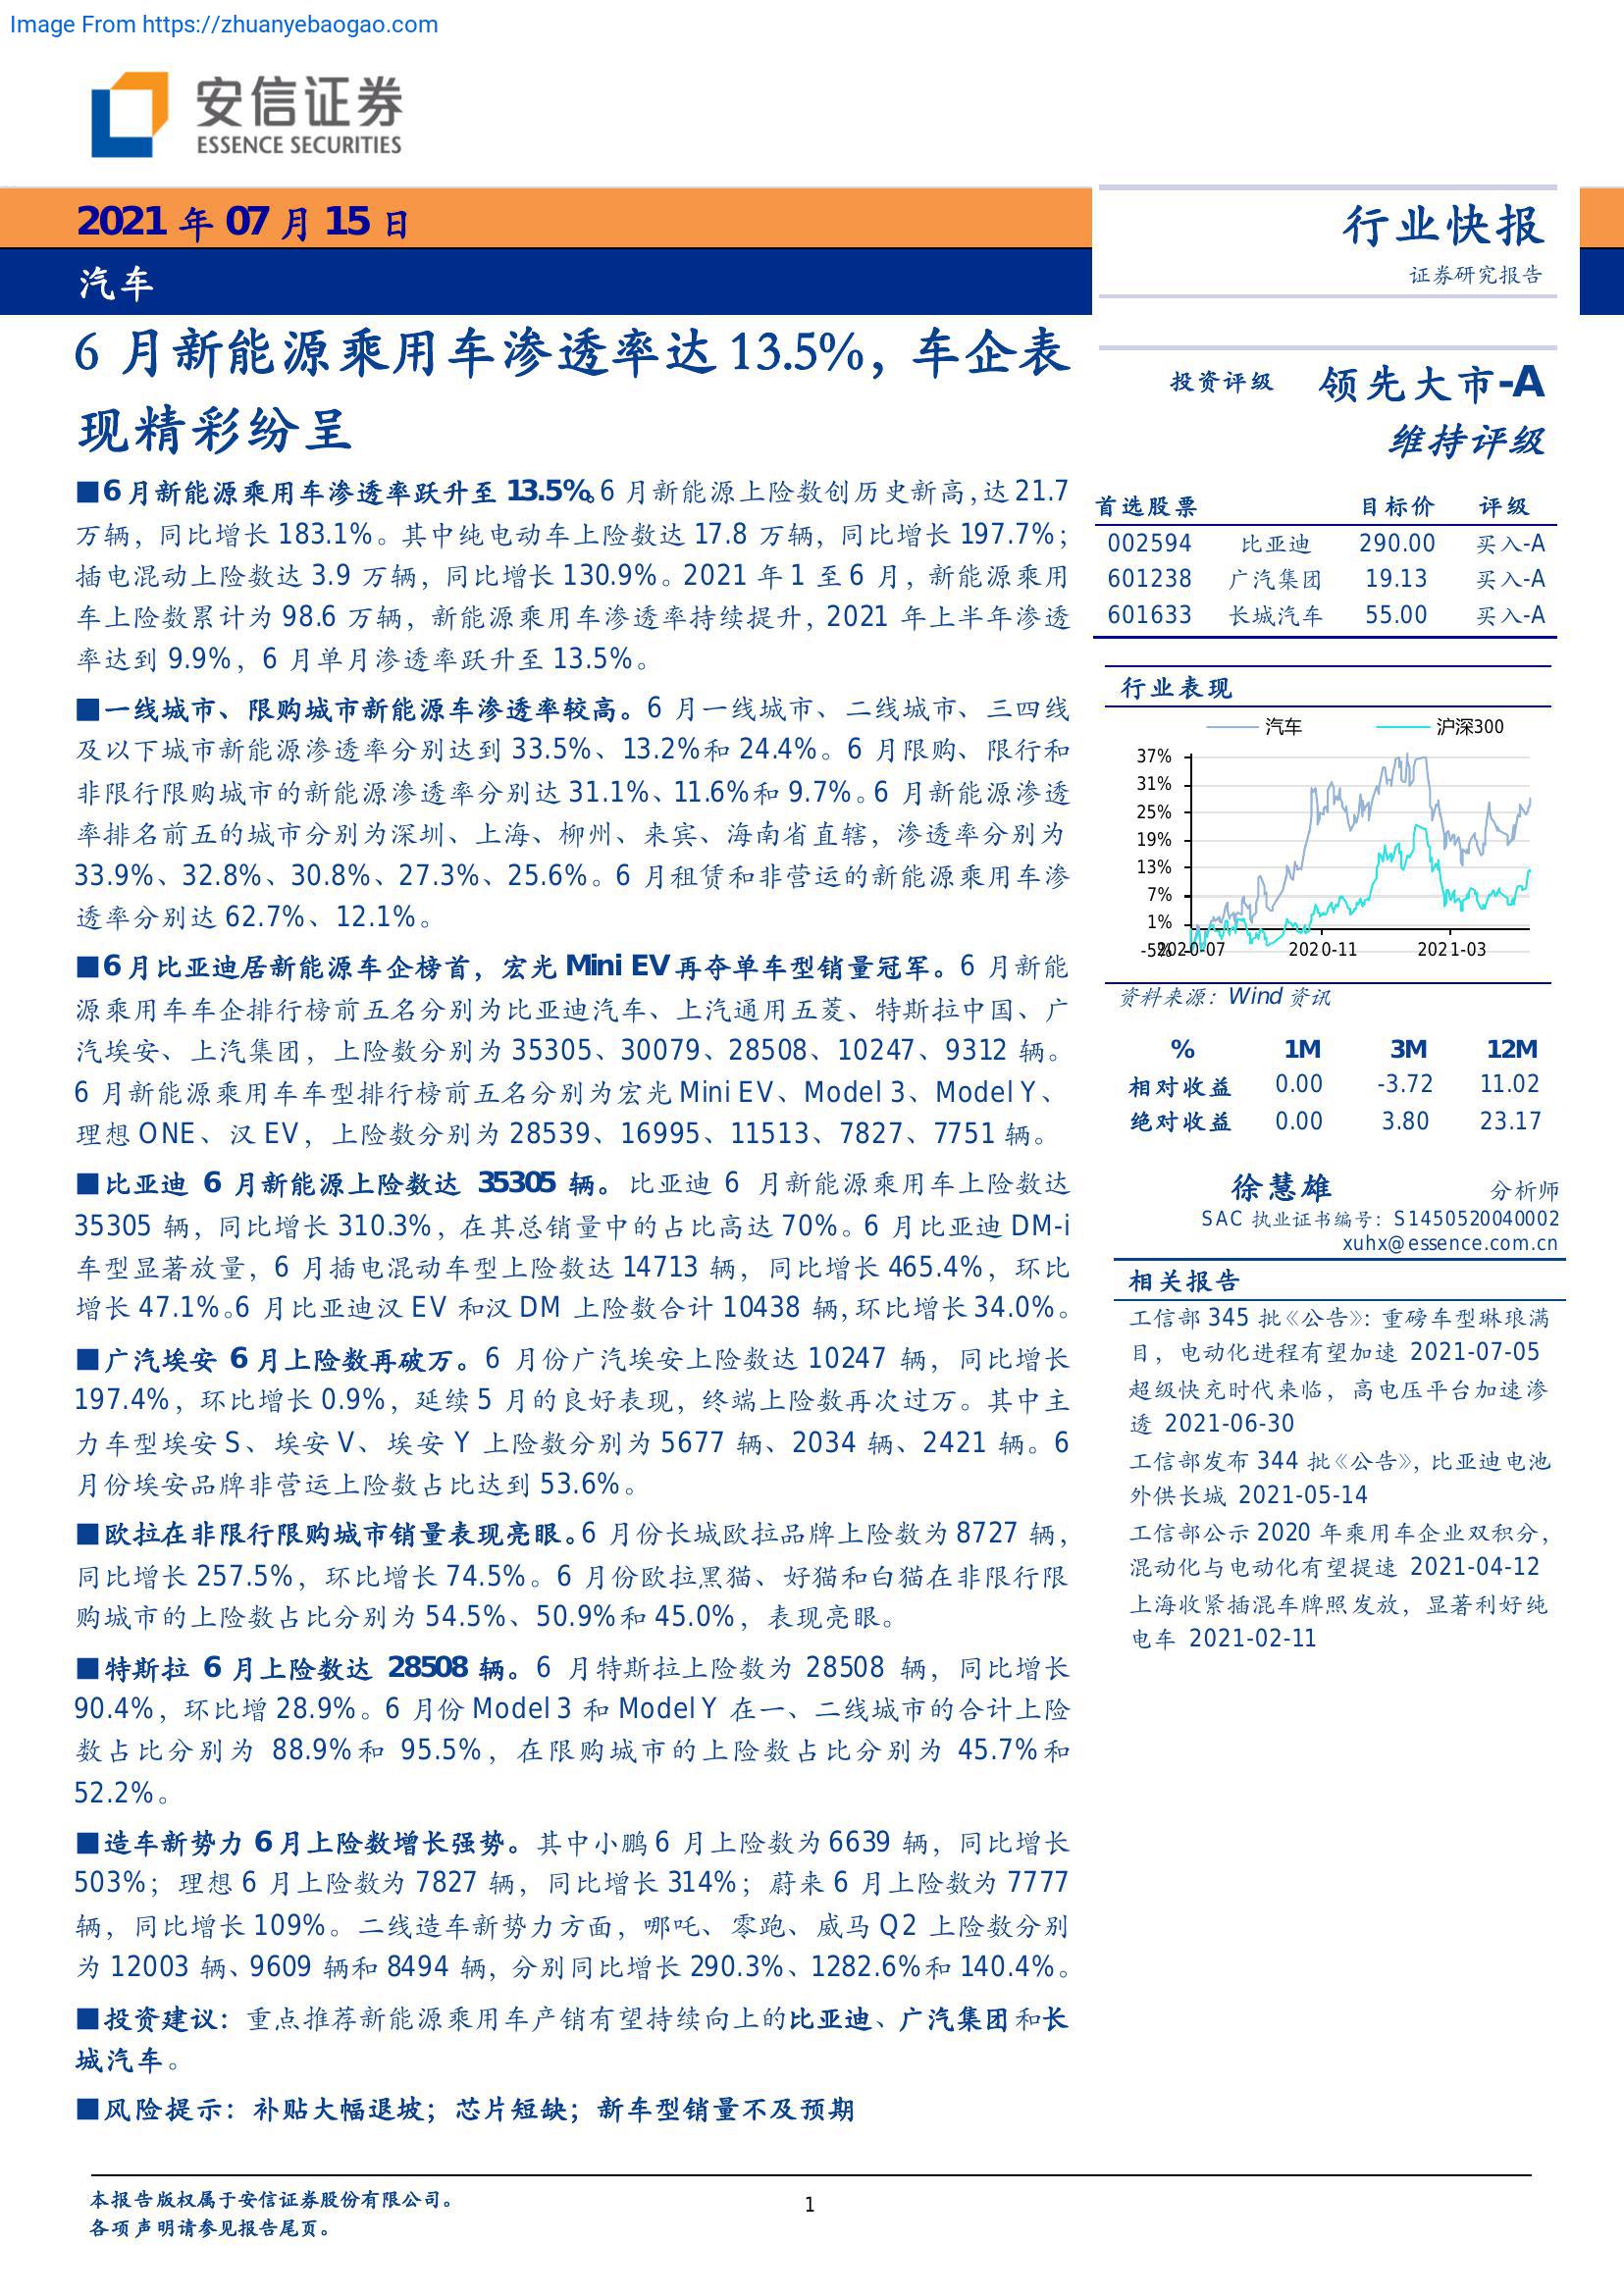 Image From https://zhuanyebaogao.com
安信证券
ESSENCE SECURITIES
2021 年 07 月 15 日
汽车
行业快报
证券研究报告
6 月新能源乘用车渗透率达 13.5%，车企表
现精彩纷呈
■6 月新能源乘用车渗透率跃升至 13.5%。6 月新能源上险数创历史新高，达 21.7
万辆，同比增长 183.1%。其中纯电动车上险数达 17.8 万辆，同比增长 197.7%；
插电混动上险数达 3.9 万辆，同比增长 130.9%。2021 年 1 至 6 月，新能源乘用
车上险数累计为 98.6 万辆，新能源乘用车渗透率持续提升，2021 年上半年渗透
率达到 9.9%，6 月单月渗透率跃升至 13.5%。
■一线城市、限购城市新能源车渗透率较高。6 月一线城市、二线城市、三四线
及以下城市新能源渗透率分别达到 33.5%、13.2%和 24.4%。6 月限购、限行和
非限行限购城市的新能源渗透率分别达 31.1%、11.6%和 9.7%。6 月新能源渗透
率排名前五的城市分别为深圳、上海、柳州、来宾、海南省直辖，渗透率分别为
33.9%、32.8%、30.8%、27.3%、25.6%。6 月租赁和非营运的新能源乘用车渗
透率分别达 62.7%、12.1%。
■6 月比亚迪居新能源车企榜首，宏光 Mini EV 再夺单车型销量冠军。6 月新能
源乘用车车企排行榜前五名分别为比亚迪汽车、上汽通用五菱、特斯拉中国、广
汽埃安、上汽集团，上险数分别为 35305、30079、28508、10247、9312 辆。
6 月新能源乘用车车型排行榜前五名分别为宏光 Mini EV、Model 3、Model Y、
理想 ONE、汉 EV，上险数分别为 28539、16995、11513、7827、7751 辆。
■比亚迪 6 月新能源上险数达 35305 辆。比亚迪 6 月新能源乘用车上险数达
35305 辆，同比增长 310.3%，在其总销量中的占比高达 70%。6 月比亚迪 DM-i
车型显著放量，6 月插电混动车型上险数达 14713 辆，同比增长 465.4%，环比
增长 47.1%。6 月比亚迪汉 EV 和汉 DM 上险数合计 10438 辆，环比增长 34.0%。
■广汽埃安 6 月上险数再破万。6 月份广汽埃安上险数达 10247 辆，同比增长
197.4%，环比增长 0.9%，延续 5 月的良好表现，终端上险数再次过万。其中主
力车型埃安 S、埃安 V、埃安 Y 上险数分别为 5677 辆、2034 辆、2421 辆。6
月份埃安品牌非营运上险数占比达到 53.6%。
■欧拉在非限行限购城市销量表现亮眼。6 月份长城欧拉品牌上险数为 8727 辆，
同比增长 257.5%，环比增长 74.5%。6 月份欧拉黑猫、好猫和白猫在非限行限
购城市的上险数占比分别为 54.5%、50.9%和 45.0%，表现亮眼。
■特斯拉 6 月上险数达 28508 辆。6 月特斯拉上险数为 28508 辆，同比增长
90.4%，环比增 28.9%。6 月份 Model 3 和 Model Y 在一、二线城市的合计上险
数占比分别为 88.9%和 95.5%，在限购城市的上险数占比分别为 45.7%和
52.2%。
■造车新势力 6 月上险数增长强势。其中小鹏 6 月上险数为 6639 辆，同比增长
503%；理想 6 月上险数为 7827 辆，同比增长 314%；蔚来 6 月上险数为 7777
辆，同比增长 109%。二线造车新势力方面，哪吒、零跑、威马 Q2 上险数分别
为 12003 辆、9609 辆和 8494 辆，分别同比增长 290.3%、1282.6%和 140.4%。
■投资建议：重点推荐新能源乘用车产销有望持续向上的比亚迪、广汽集团和长
城汽车。
■风险提示：补贴大幅退坡；芯片短缺；新车型销量不及预期
投资评级 领先大市-A
维持评级
首选股票 目标价 评级
002594 比亚迪 290.00 买入-A
601238 广汽集团 19.13 买入-A
601633 长城汽车 55.00 买入-A
行业表现
汽车 沪深300
37%
31%
25%
19%
13%
7%
1%
-5%
2020-07 2020-11 2021-03
资料来源：Wind 资讯
% 1M 3M 12M
相对收益 0.00 -3.72 11.02
绝对收益 0.00 3.80 23.17
徐慧雄 分析师
SAC 执业证书编号：S1450520040002
xuhx@essence.com.cn
相关报告
工信部 345 批《公告》：重磅车型琳琅满
目，电动化进程有望加速 2021-07-05
超级快充时代来临，高电压平台加速渗
透 2021-06-30
工信部发布 344 批《公告》，比亚迪电池
外供长城 2021-05-14
工信部公示 2020 年乘用车企业双积分，
混动化与电动化有望提速 2021-04-12
上海收紧插混车牌照发放，显著利好纯
电车 2021-02-11
本报告版权属于安信证券股份有限公司。
各项声明请参见报告尾页。
1